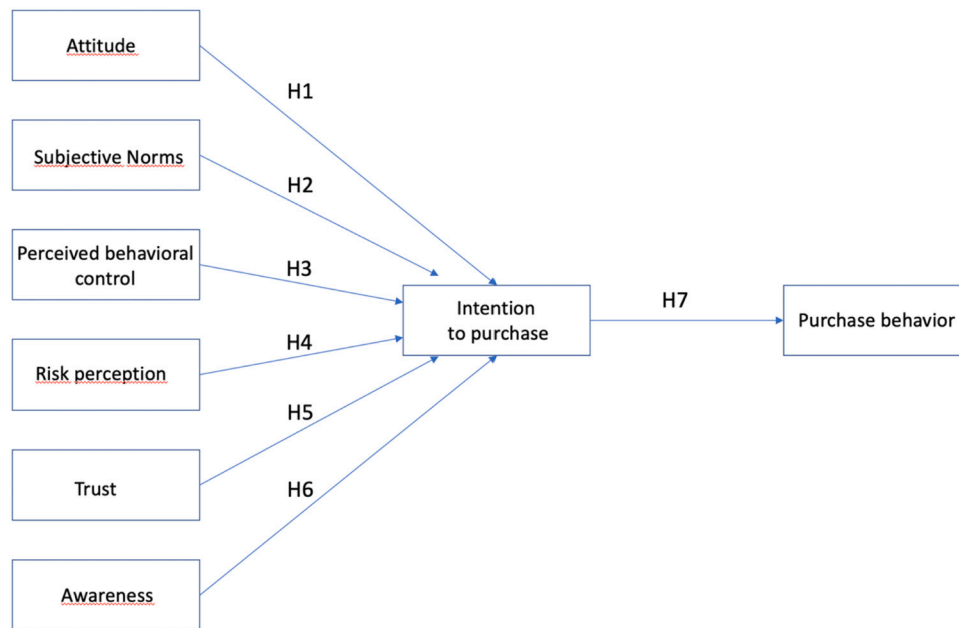 Attitude
H1
Subjective Norms
H2
Perceived behavioral
control
H3
Intention
to purchase
H7
Purchase behavior
H4
Risk perception
H5
Trust
H6
Awareness